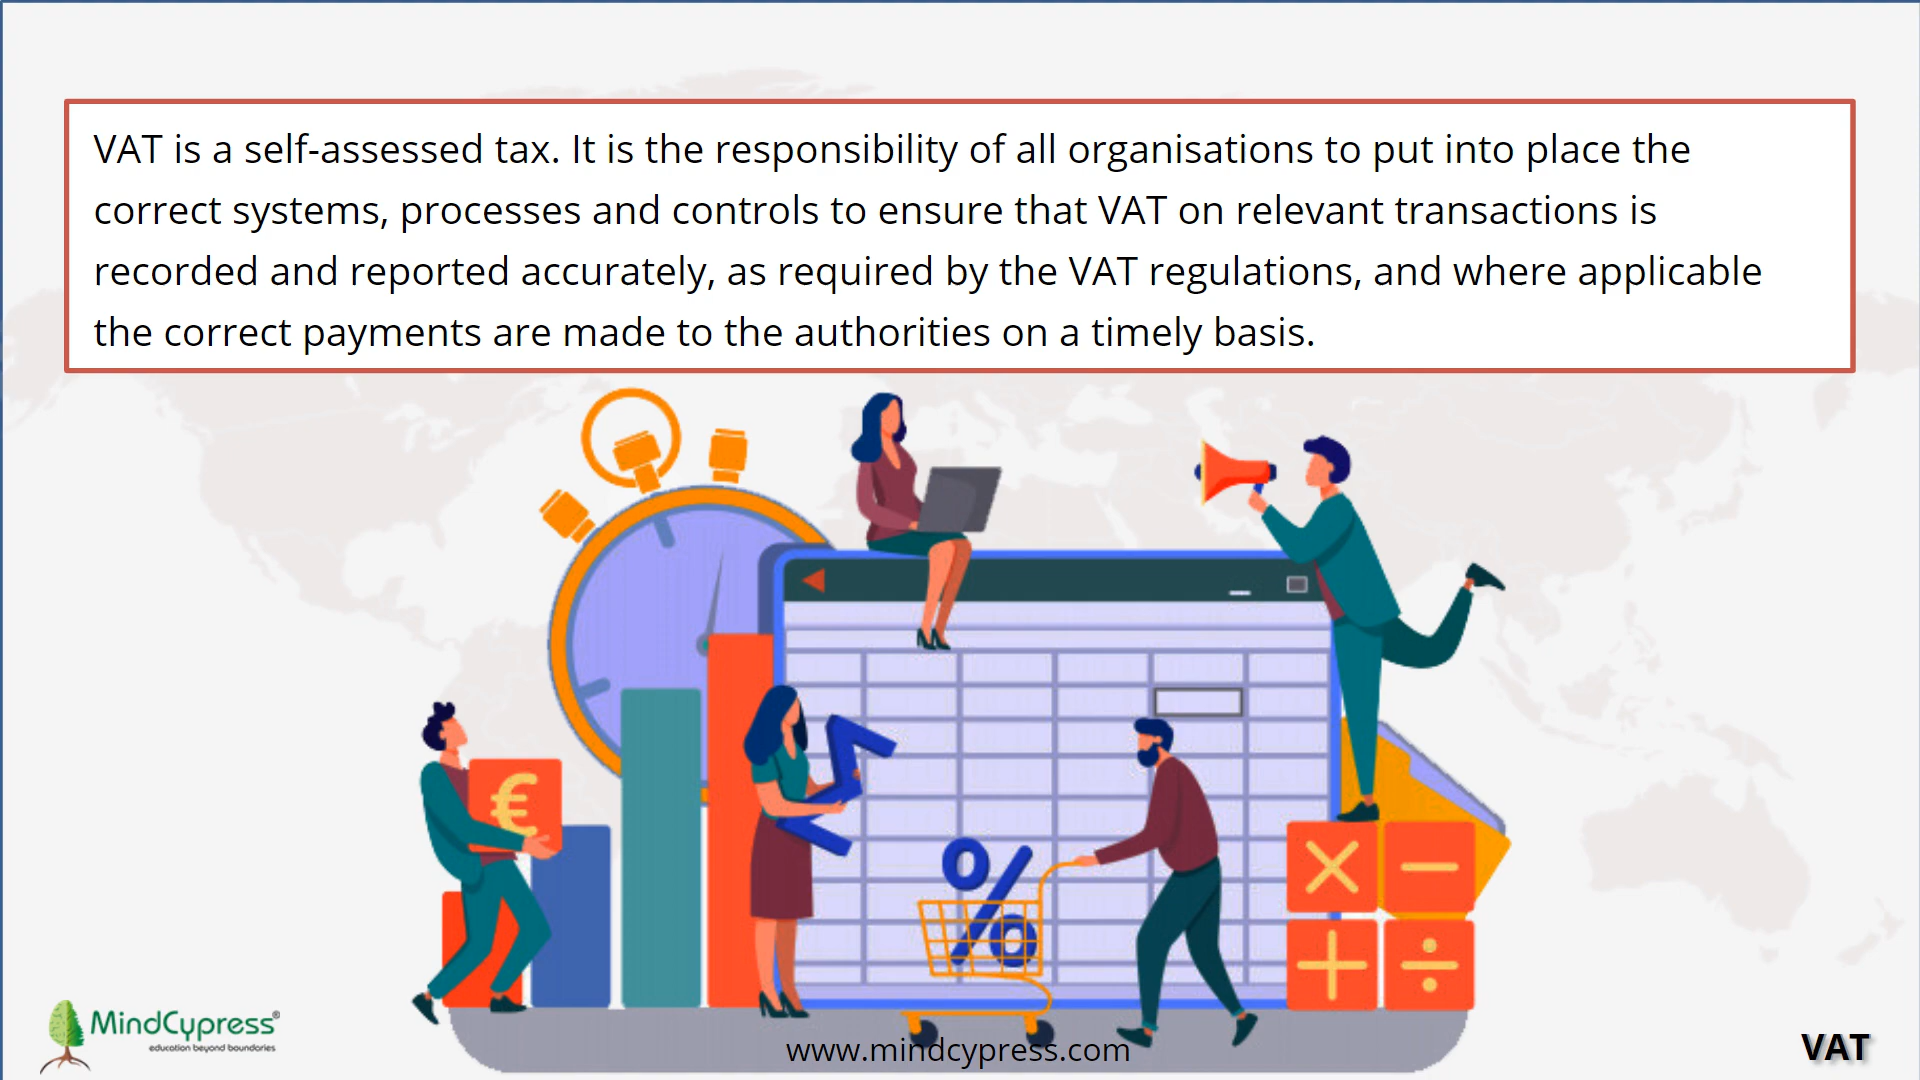 VAT is a self-assessed tax. It is the responsibility of all organisations to put into place the
correct systems, processes and controls to ensure that VAT on relevant transactions is
recorded and reported accurately, as required by the VAT regulations, and where applicable
the correct payments are made to the authorities on a timely basis.
€
%
× −
+ ÷
MindCypress®
education beyond boundaries
www.mindcypress.com
VAT